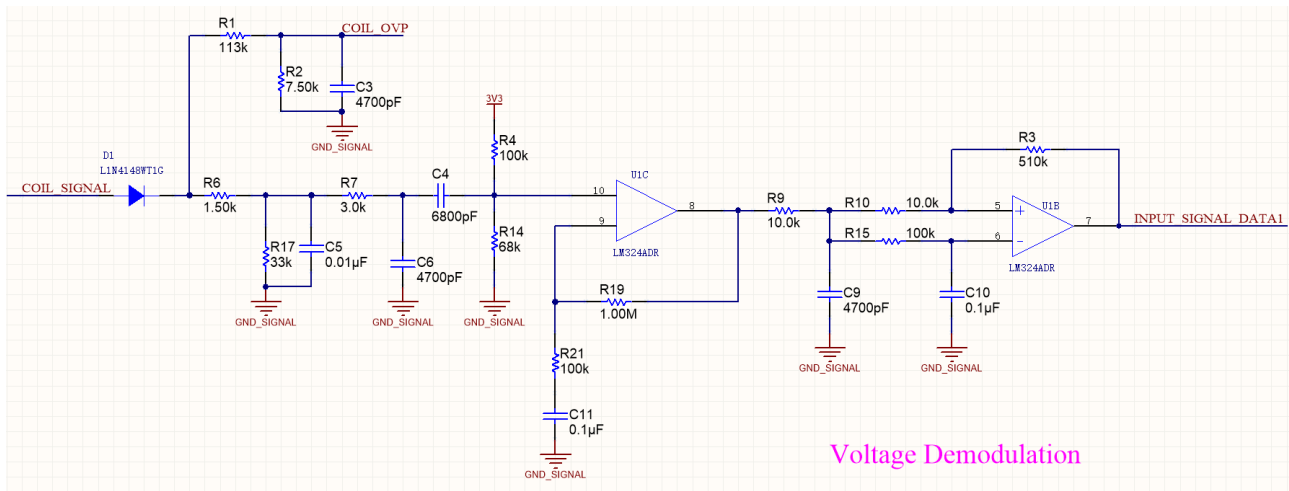 R1
113k
COIL_OVP
R2
7.50k
C3
4700pF
GND_SIGNAL
3V3
R4
100k
D1
L1N4148WT1G
COIL_SIGNAL
R6
1.50k
R7
3.0k
C4
6800pF
R17
33k
C5
0.01µF
C6
4700pF
R14
68k
GND_SIGNAL
GND_SIGNAL
GND_SIGNAL
10
9
8
U1C
LM324ADR
R19
1.00M
R21
100k
C11
0.1µF
GND_SIGNAL
R9
10.0k
R10
10.0k
R15
100k
R3
510k
5
6
7
+
−
U1B
LM324ADR
INPUT_SIGNAL_DATA1
C9
4700pF
C10
0.1µF
GND_SIGNAL
GND_SIGNAL
Voltage Demodulation